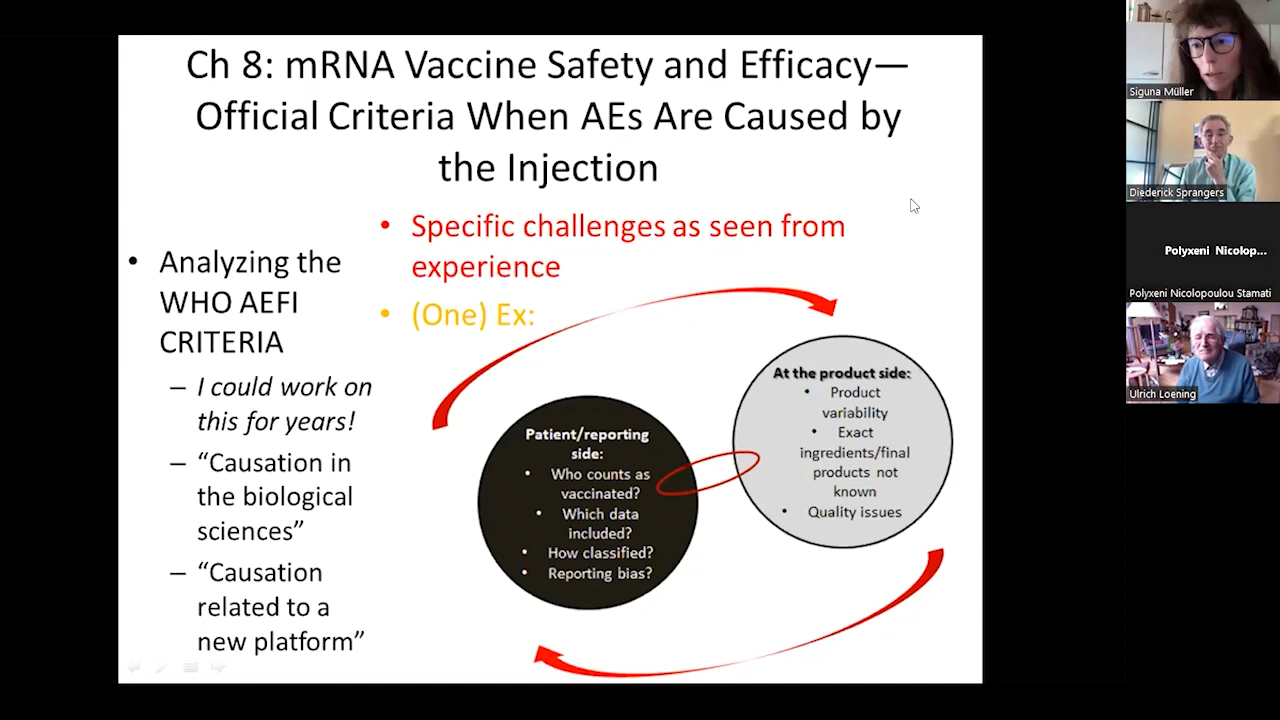 Ch 8: mRNA Vaccine Safety and Efficacy—
Official Criteria When AEs Are Caused by
the Injection
• Analyzing the
WHO AEFI
CRITERIA
– I could work on
this for years!
– “Causation in
the biological
sciences”
– “Causation
related to a
new platform”
• Specific challenges as seen from
experience
• (One) Ex:
Patient/reporting
side:
• Who counts as
vaccinated?
• Which data
included?
• How classified?
• Reporting bias?
At the product side:
• Product
variability
• Exact
ingredients/final
products not
known
• Quality issues
Siguna Müller
Diederick Sprangers
Polyxeni Nicolop...
Polyxeni Nicolopoulou Stamati
Ulrich Loening